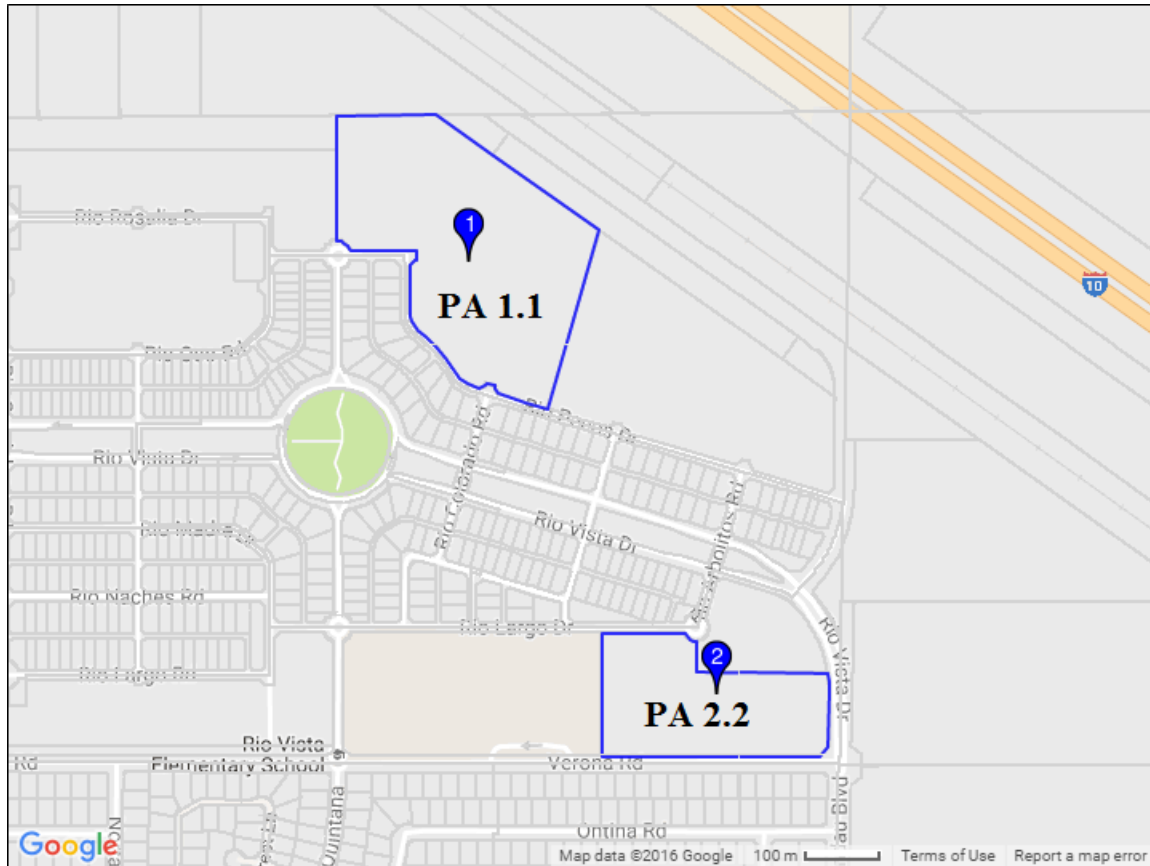 1
PA 1.1
Rio Rosalia Dr
10
Rio Colorado Rd
Rio Vista Dr
Rio Vista Dr
Rio Arbolitos Rd
Rio Naches Rd
Rio Largo Dr
Rio Vista Dr
2
PA 2.2
Rio Vista
Elementary School
Verona Rd
Rd
Quintana
Ontina Rd
Google
Map data ©2016 Google
100 m
Terms of Use
Report a map error